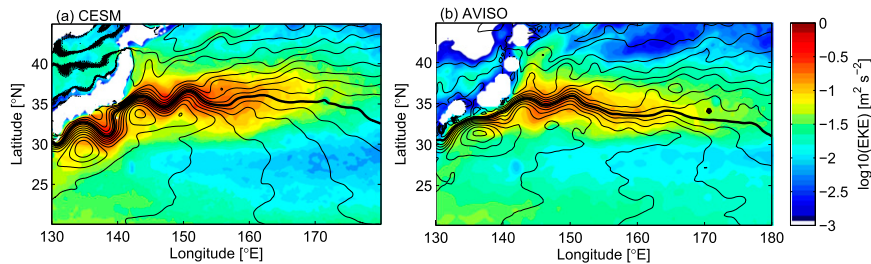 (a) CESM
(b) AVISO
40
35
30
25
Latitude [°N]
130 140 150 160 170
Longitude [°E]
40
35
30
25
Latitude [°N]
130 140 150 160 170 180
Longitude [°E]
0
−0.5
−1
−1.5
−2
−2.5
−3
log10(EKE) [m² s⁻²]